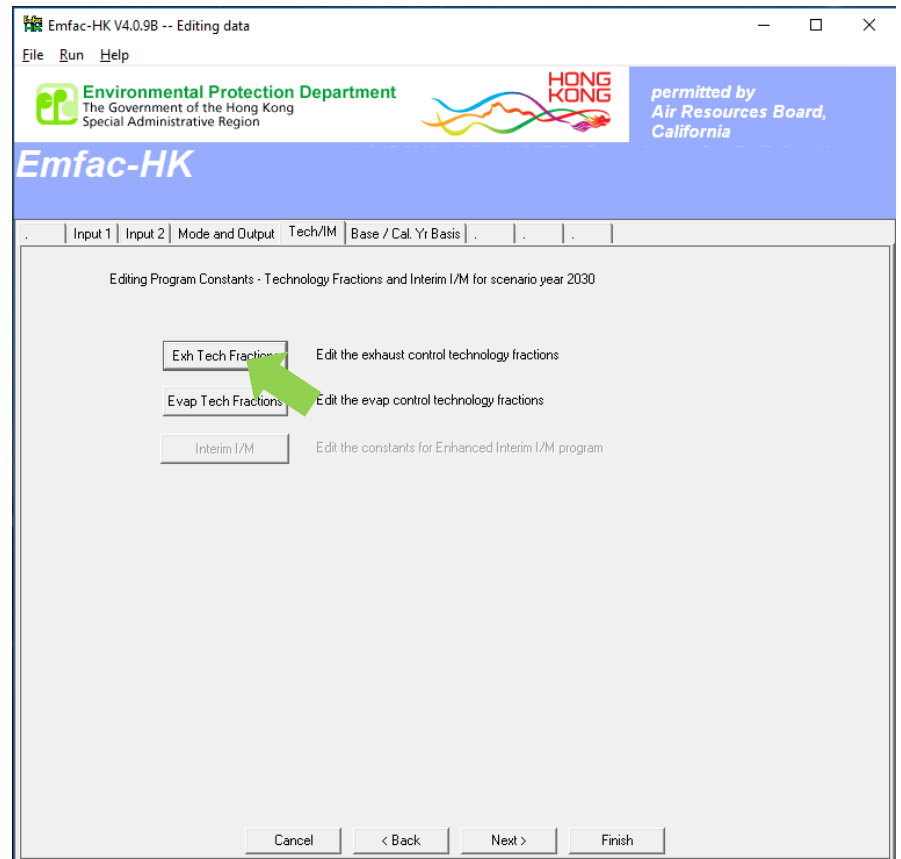 Emfac-HK V4.0.9B -- Editing data
File Run Help
Environmental Protection Department
The Government of the Hong Kong
Special Administrative Region
HONG
KONG
permitted by
Air Resources Board,
California
Emfac-HK
. Input 1 Input 2 Mode and Output Tech/IM Base / Cal. Yr Basis . . .
Editing Program Constants - Technology Fractions and Interim I/M for scenario year 2030
Exh Tech Fractions Edit the exhaust control technology fractions
Evap Tech Fractions Edit the evap control technology fractions
Interim I/M Edit the constants for Enhanced Interim I/M program
Cancel < Back Next > Finish